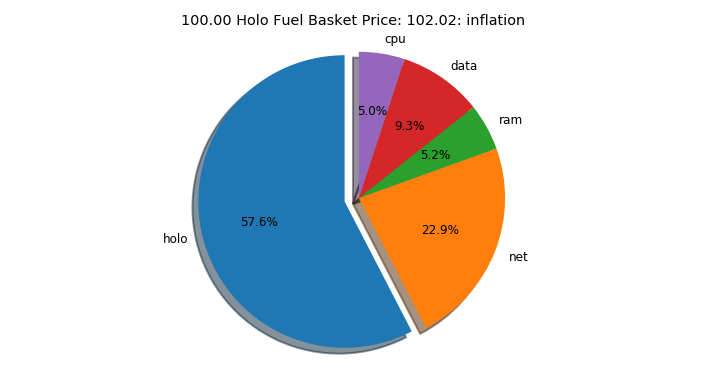 100.00 Holo Fuel Basket Price: 102.02: inflation
cpu
data
5.0%
9.3%
ram
5.2%
57.6%
22.9%
holo
net